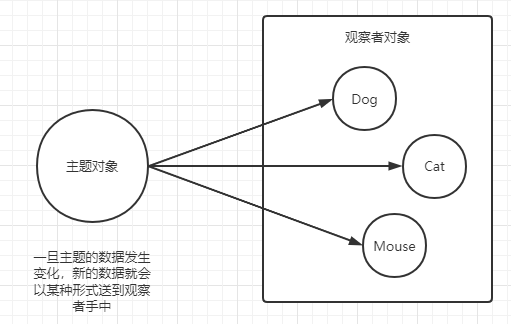 观察者对象
Dog
主题对象
Cat
Mouse
一旦主题的数据发生
变化，新的数据就会
以某种形式送到观察
者手中